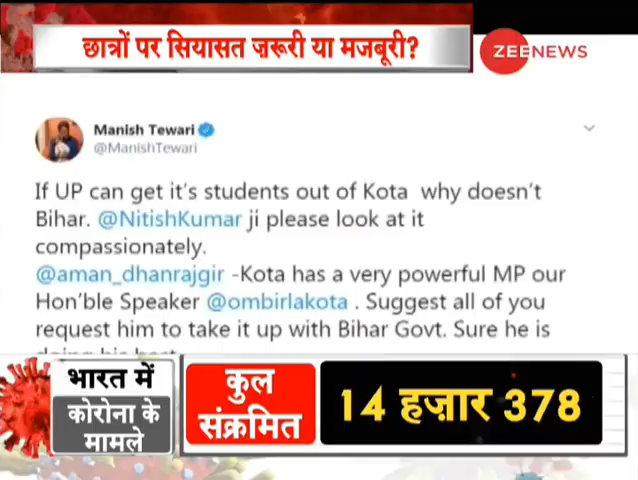 छात्रों पर सियासत ज़रूरी या मजबूरी?
ZEENEWS
Manish Tewari
@ManishTewari
If UP can get it's students out of Kota why doesn't
Bihar. @NitishKumar ji please look at it
compassionately.
@aman_dhanrajgir -Kota has a very powerful MP our
Hon'ble Speaker @ombirlakota . Suggest all of you
request him to take it up with Bihar Govt. Sure he is
भारत में
कोरोना के
मामले
कुल
संक्रमित
14 हज़ार 378